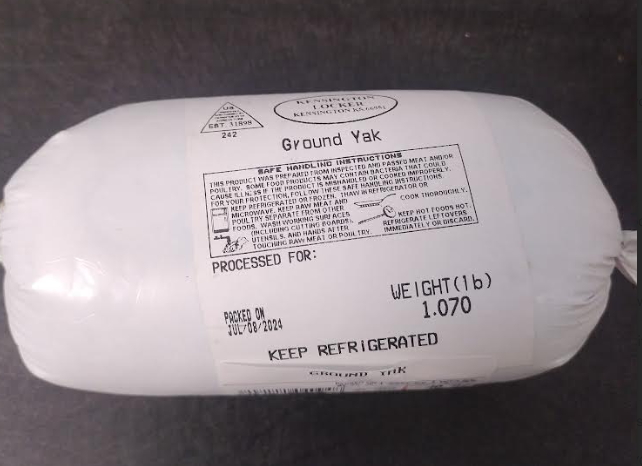 US
EST. 31898
242
KENSINGTON
LOCKER
KENSINGTON KS.
Ground Yak
SAFE HANDLING INSTRUCTIONS
THIS PRODUCT WAS PREPARED FROM INSPECTED AND PASSED MEAT AND/OR
POULTRY. SOME FOOD PRODUCTS MAY CONTAIN BACTERIA THAT COULD
CAUSE ILLNESS IF THE PRODUCT IS MISHANDLED OR COOKED IMPROPERLY.
FOR YOUR PROTECTION, FOLLOW THESE SAFE HANDLING INSTRUCTIONS.
KEEP REFRIGERATED OR FROZEN. THAW IN REFRIGERATOR OR
MICROWAVE.
KEEP RAW MEAT AND
POULTRY SEPARATE FROM OTHER
FOODS. WASH WORKING SURFACES
(INCLUDING CUTTING BOARDS),
UTENSILS, AND HANDS AFTER
TOUCHING RAW MEAT OR POULTRY.
COOK THOROUGHLY.
KEEP HOT FOODS HOT.
REFRIGERATE LEFTOVERS
IMMEDIATELY OR DISCARD.
PROCESSED FOR:
PACKED ON
JUL/08/2024
WEIGHT(lb)
1.070
KEEP REFRIGERATED
GROUND YAK